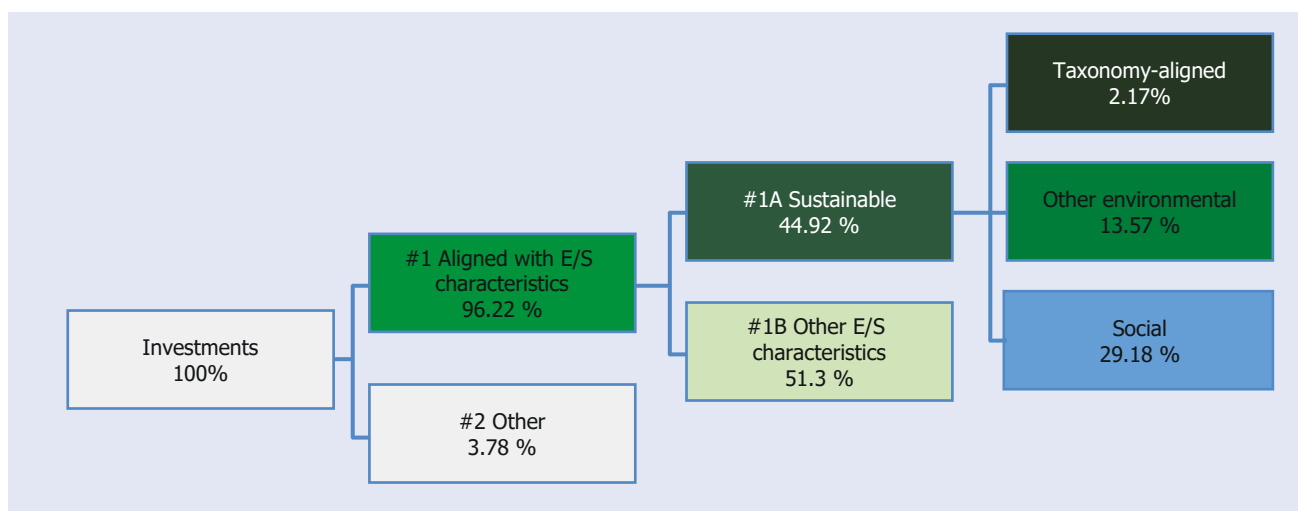 Investments
100%
#1 Aligned with E/S
characteristics
96.22 %
#2 Other
3.78 %
#1A Sustainable
44.92 %
#1B Other E/S
characteristics
51.3 %
Taxonomy-aligned
2.17%
Other environmental
13.57 %
Social
29.18 %